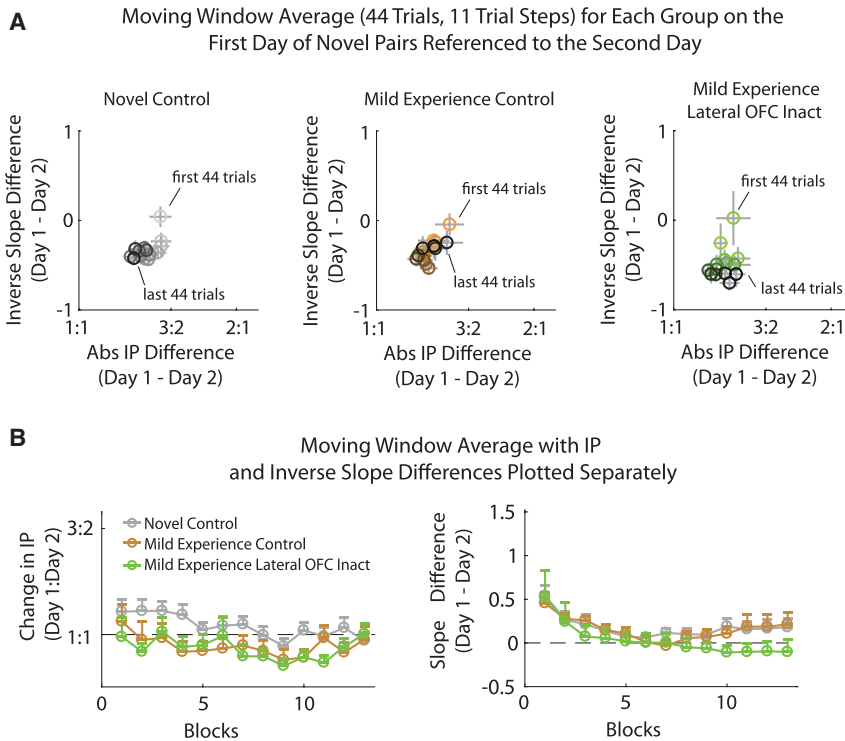 A
Moving Window Average (44 Trials, 11 Trial Steps) for Each Group on the
First Day of Novel Pairs Referenced to the Second Day
Novel Control
Inverse Slope Difference
(Day 1 - Day 2)
1
0
-1
first 44 trials
last 44 trials
1:1
3:2
2:1
Abs IP Difference
(Day 1 - Day 2)
Mild Experience Control
Inverse Slope Difference
(Day 1 - Day 2)
1
0
-1
first 44 trials
last 44 trials
1:1
3:2
2:1
Abs IP Difference
(Day 1 - Day 2)
Mild Experience
Lateral OFC Inact
Inverse Slope Difference
(Day 1 - Day 2)
1
0
-1
first 44 trials
last 44 trials
1:1
3:2
2:1
Abs IP Difference
(Day 1 - Day 2)
B
Moving Window Average with IP
and Inverse Slope Differences Plotted Separately
Change in IP
(Day 1:Day 2)
3:2
1:1
Novel Control
Mild Experience Control
Mild Experience Lateral OFC Inact
0
5
10
Blocks
Slope Difference
(Day 1 - Day 2)
1.5
1
0.5
0
-0.5
0
5
10
Blocks